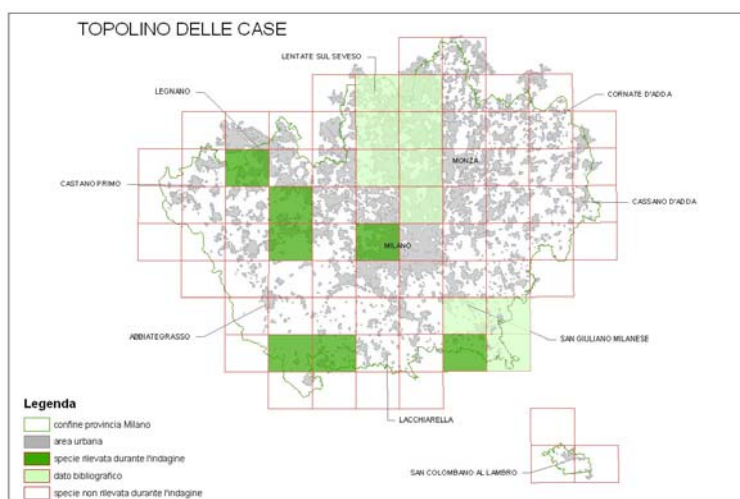 TOPOLINO DELLE CASE
LENTATE SUL SEVESO
LEGNANO
CORNATE D'ADDA
MONZA
CASTANO PRIMO
CASSANO D'ADDA
MILANO
ABBIATEGRASSO
SAN GIULIANO MILANESE
LACCHIARELLA
SAN COLOMBANO AL LAMBRO
Legenda
confine provincia Milano
area urbana
specie rilevata durante l'indagine
dato bibliografico
specie non rilevata durante l'indagine